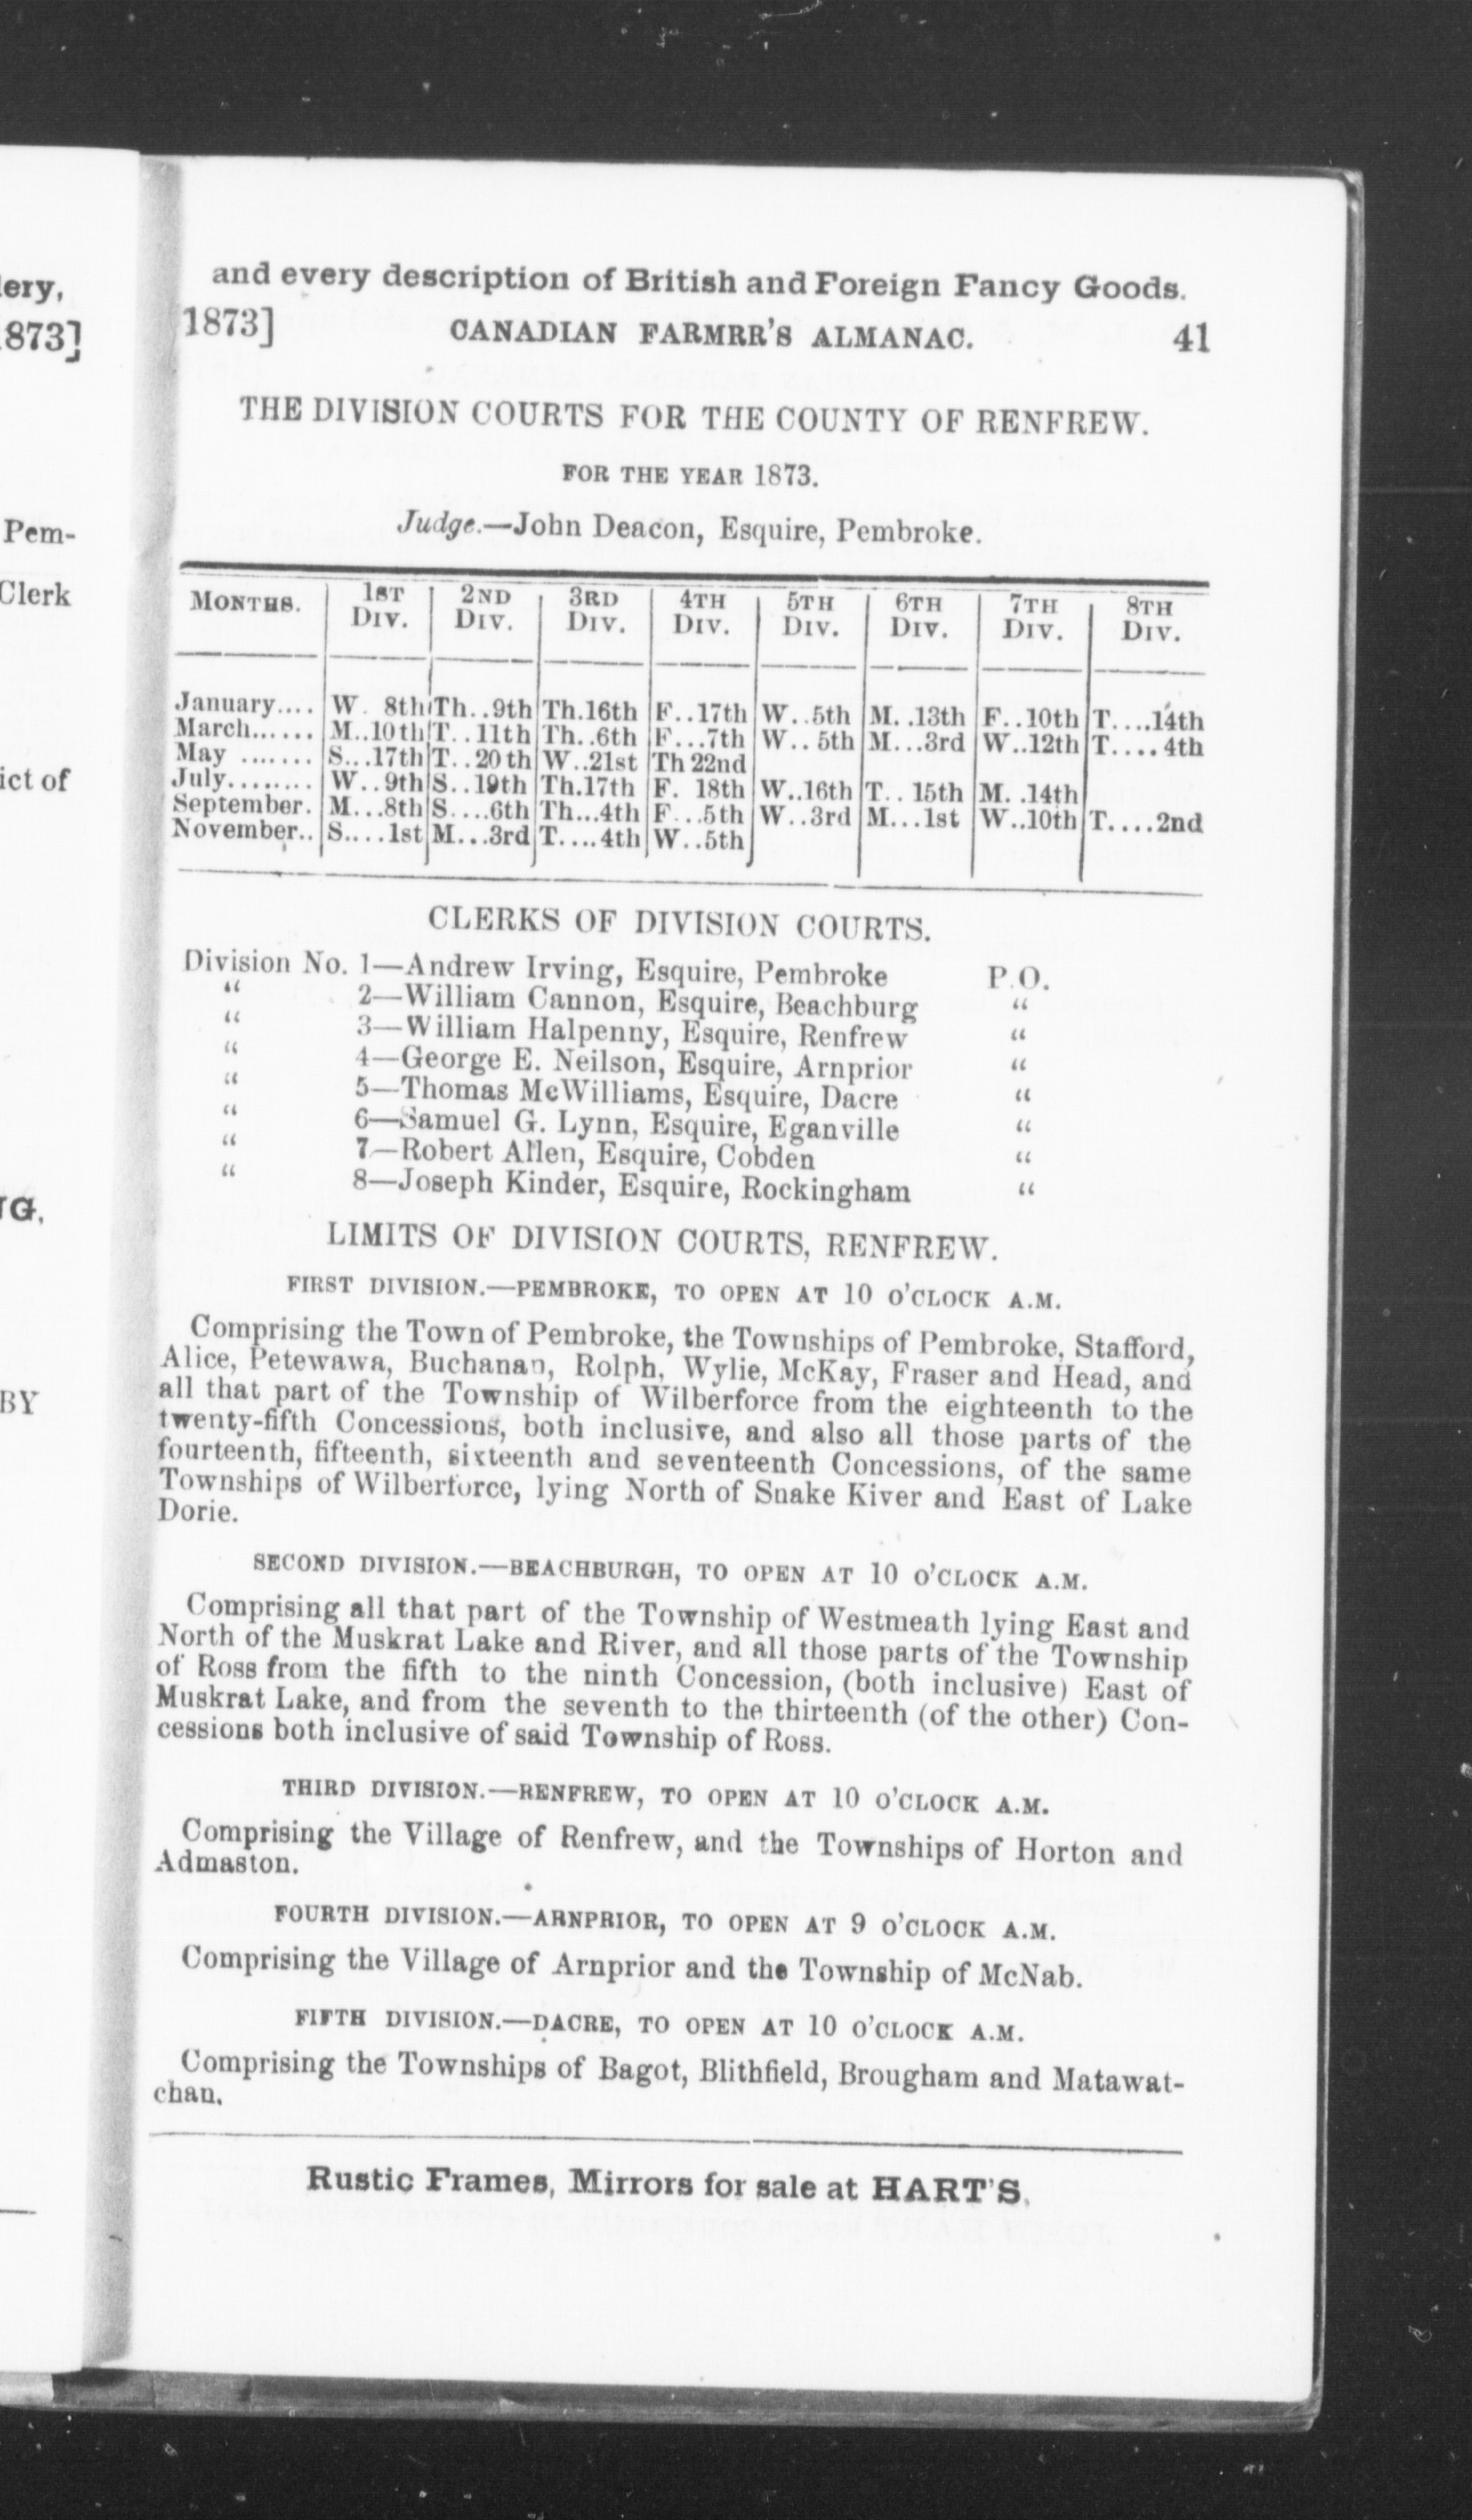 and every description of British and Foreign Fancy Goods.
1873] CANADIAN FARMRR'S ALMANAC. 41
THE DIVISION COURTS FOR THE COUNTY OF RENFREW.
FOR THE YEAR 1873.
Judge.—John Deacon, Esquire, Pembroke.
MONTHS. 1ST DIV. 2ND DIV. 3RD DIV. 4TH DIV. 5TH DIV. 6TH DIV. 7TH DIV. 8TH DIV.
January.... W. 8th Th..9th Th.16th F..17th W..5th M..13th F..10th T....14th
March...... M..10th T..11th Th..6th F...7th W..5th M...3rd W..12th T....4th
May ....... S...17th T..20th W..21st Th 22nd
July........ W..9th S..19th Th.17th F. 18th W..16th T.. 15th M. .14th
September. M...8th S....6th Th...4th F...5th W..3rd M...1st W..10th T....2nd
November.. S....1st M...3rd T....4th W..5th
CLERKS OF DIVISION COURTS.
Division No. 1—Andrew Irving, Esquire, Pembroke P.O.
" 2—William Cannon, Esquire, Beachburg "
" 3—William Halpenny, Esquire, Renfrew "
" 4—George E. Neilson, Esquire, Arnprior "
" 5—Thomas McWilliams, Esquire, Dacre "
" 6—Samuel G. Lynn, Esquire, Eganville "
" 7—Robert Allen, Esquire, Cobden "
" 8—Joseph Kinder, Esquire, Rockingham "
LIMITS OF DIVISION COURTS, RENFREW.
FIRST DIVISION.—PEMBROKE, TO OPEN AT 10 O'CLOCK A.M.
Comprising the Town of Pembroke, the Townships of Pembroke, Stafford,
Alice, Petewawa, Buchanan, Rolph, Wylie, McKay, Fraser and Head, and
all that part of the Township of Wilberforce from the eighteenth to the
twenty-fifth Concessions, both inclusive, and also all those parts of the
fourteenth, fifteenth, sixteenth and seventeenth Concessions, of the same
Townships of Wilberforce, lying North of Snake Kiver and East of Lake
Dorie.
SECOND DIVISION.—BEACHBURGH, TO OPEN AT 10 O'CLOCK A.M.
Comprising all that part of the Township of Westmeath lying East and
North of the Muskrat Lake and River, and all those parts of the Township
of Ross from the fifth to the ninth Concession, (both inclusive) East of
Muskrat Lake, and from the seventh to the thirteenth (of the other) Con-
cessions both inclusive of said Township of Ross.
THIRD DIVISION.—RENFREW, TO OPEN AT 10 O'CLOCK A.M.
Comprising the Village of Renfrew, and the Townships of Horton and
Admaston.
FOURTH DIVISION.—ARNPRIOR, TO OPEN AT 9 O'CLOCK A.M.
Comprising the Village of Arnprior and the Township of McNab.
FIFTH DIVISION.—DACRE, TO OPEN AT 10 O'CLOCK A.M.
Comprising the Townships of Bagot, Blithfield, Brougham and Matawat-
chan.
Rustic Frames, Mirrors for sale at HART'S.